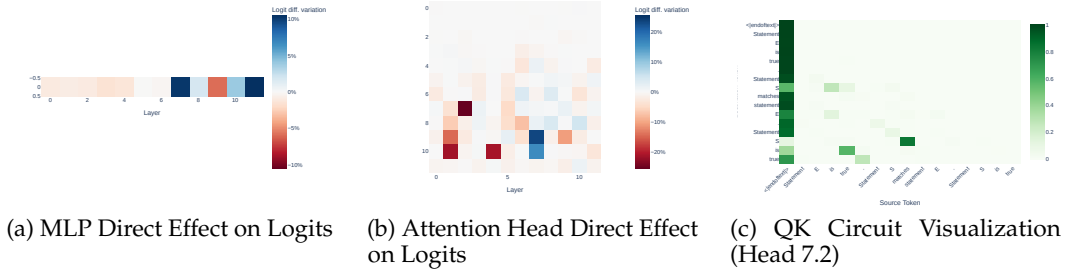 Logit diff. variation
10%
5%
0%
−5%
−10%
−0.5
0
0.5
0 2 4 6 8 10
Layer
Logit diff. variation
20%
10%
0%
−10%
−20%
0
2
4
6
8
10
0 5 10
Layer
<|endoftext|>
Statement
E
is
true
Statement
S
matches
statement
E
Statement
S
is
true
1
0.8
0.6
0.4
0.2
0
<|endoftext|> Statement E is true . Statement S matches statement E . Statement S is true
Source Token
(a) MLP Direct Effect on Logits
(b) Attention Head Direct Effect
on Logits
(c) QK Circuit Visualization
(Head 7.2)